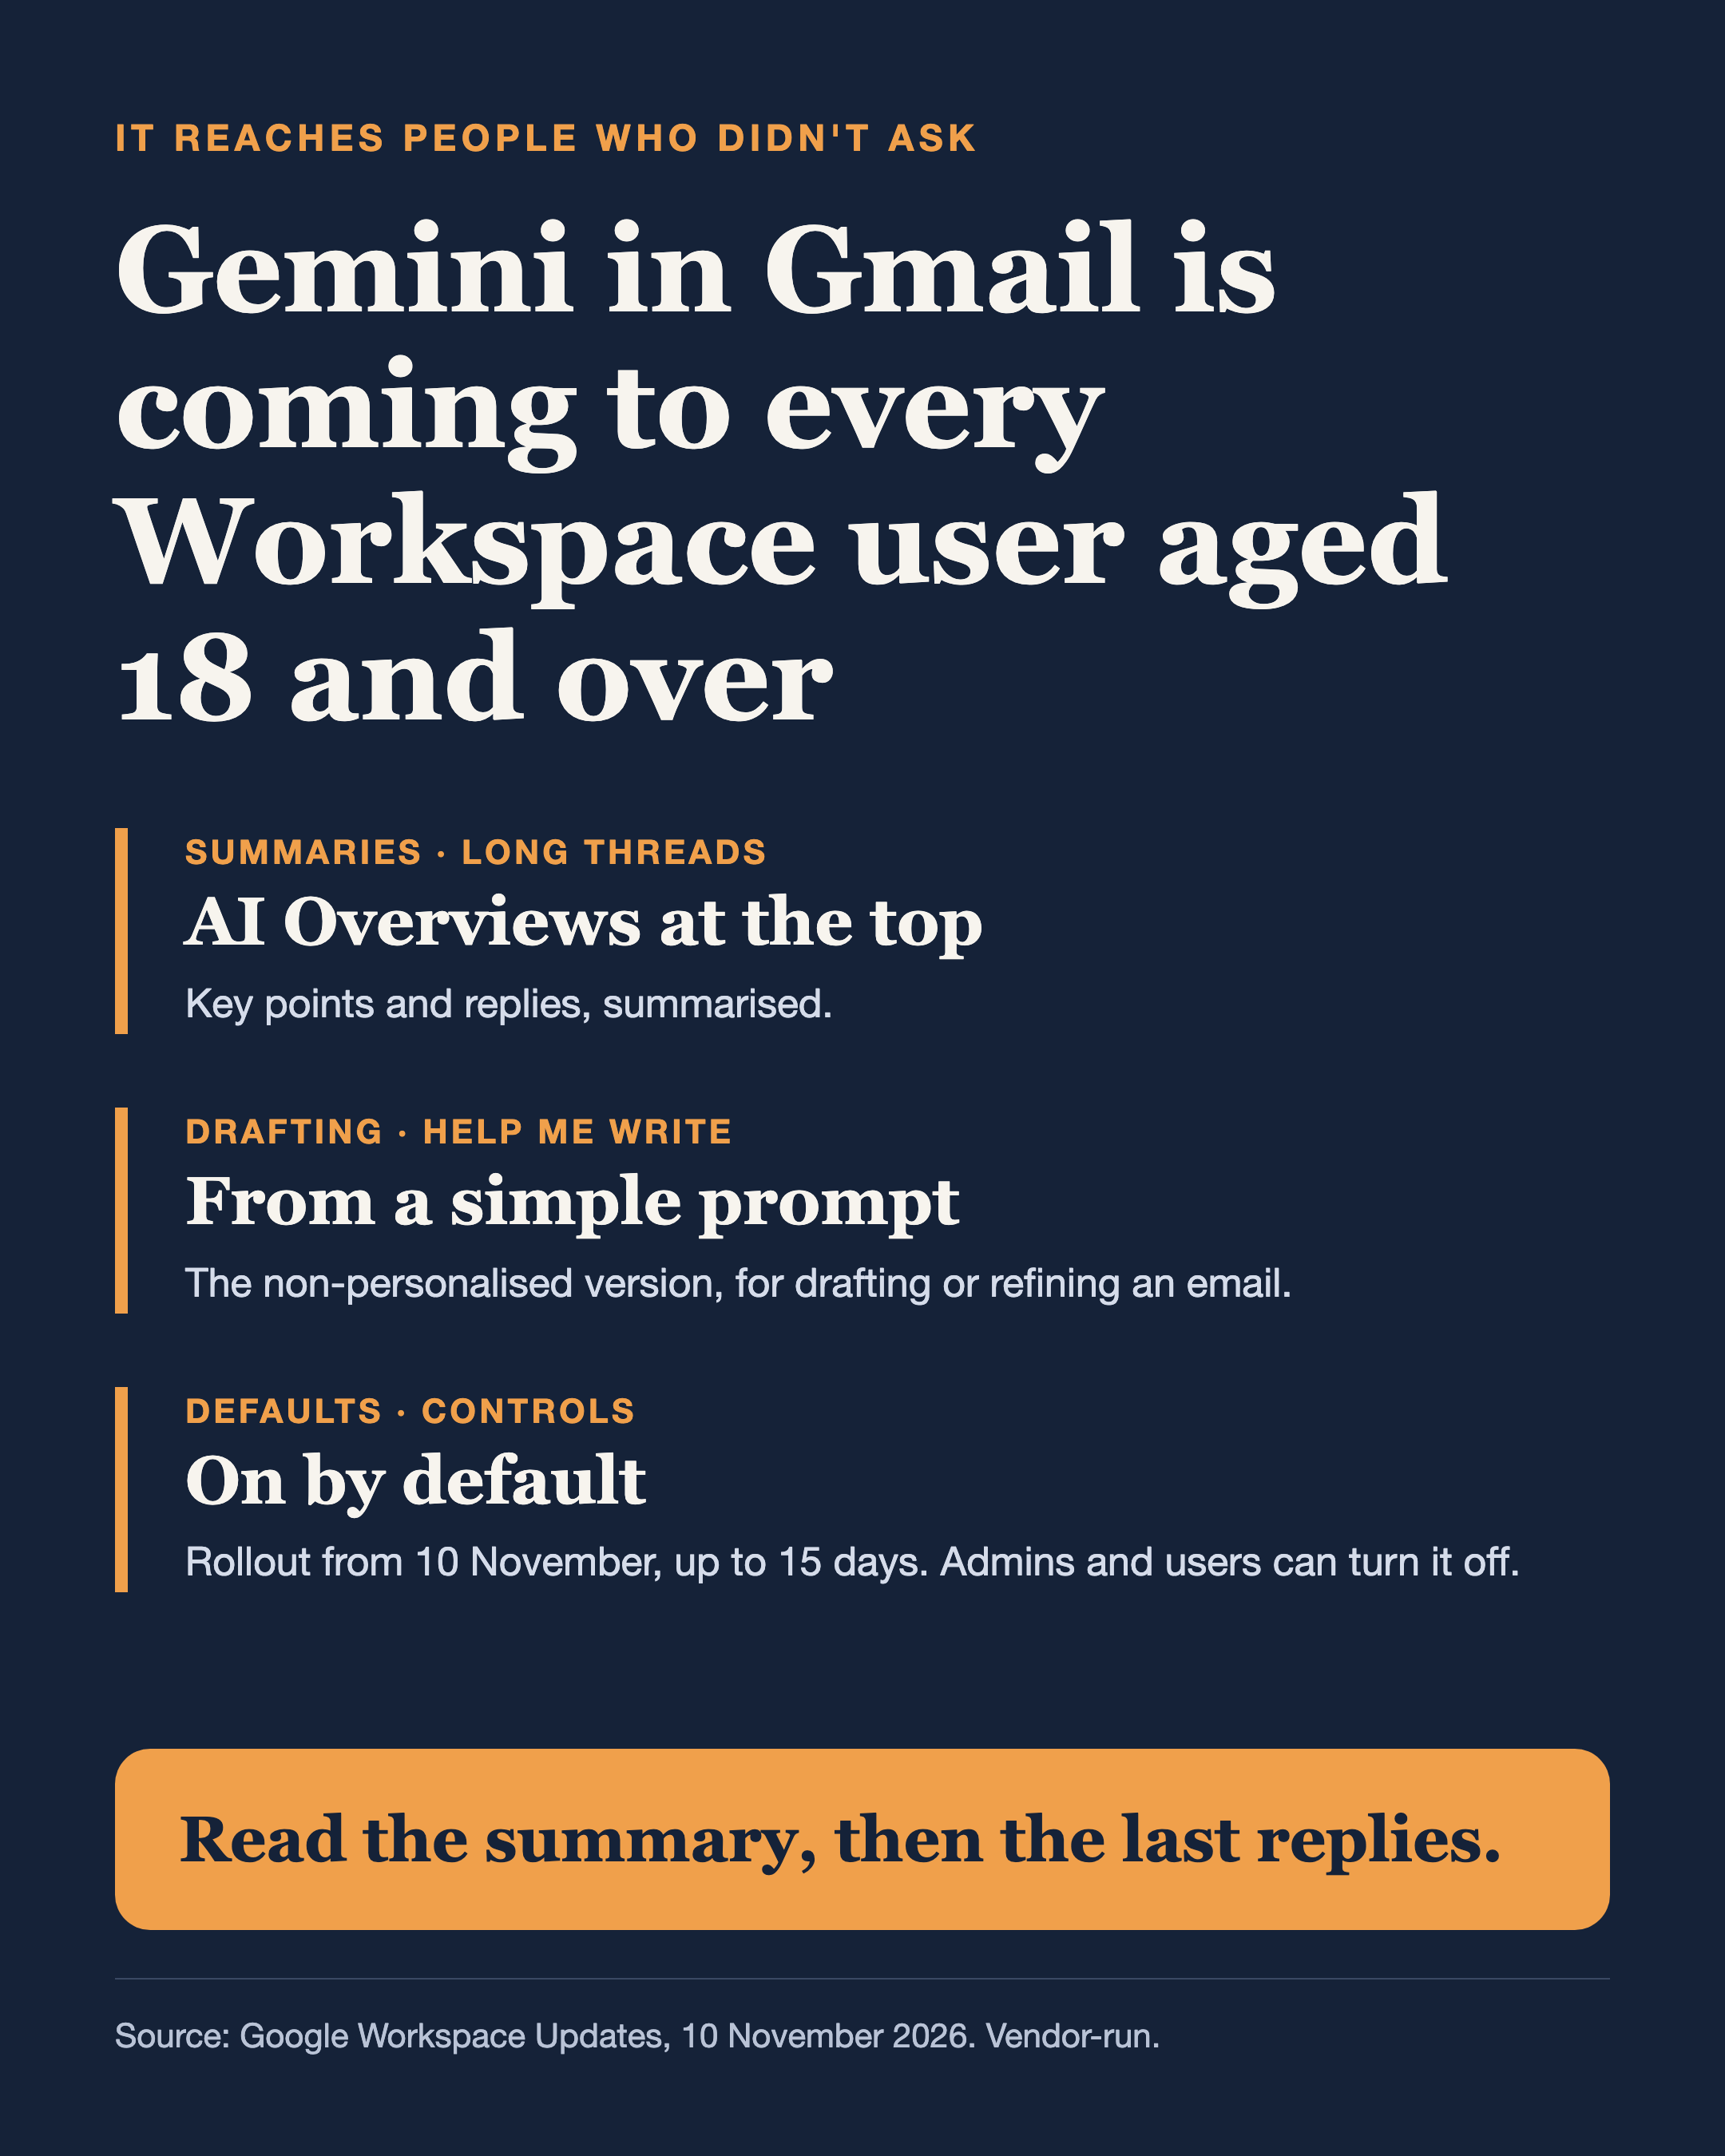 IT REACHES PEOPLE WHO DIDN'T ASK
Gemini in Gmail is
coming to every
Workspace user aged
18 and over
SUMMARIES · LONG THREADS
AI Overviews at the top
Key points and replies, summarised.
DRAFTING · HELP ME WRITE
From a simple prompt
The non-personalised version, for drafting or refining an email.
DEFAULTS · CONTROLS
On by default
Rollout from 10 November, up to 15 days. Admins and users can turn it off.
Read the summary, then the last replies.
Source: Google Workspace Updates, 10 November 2026. Vendor-run.